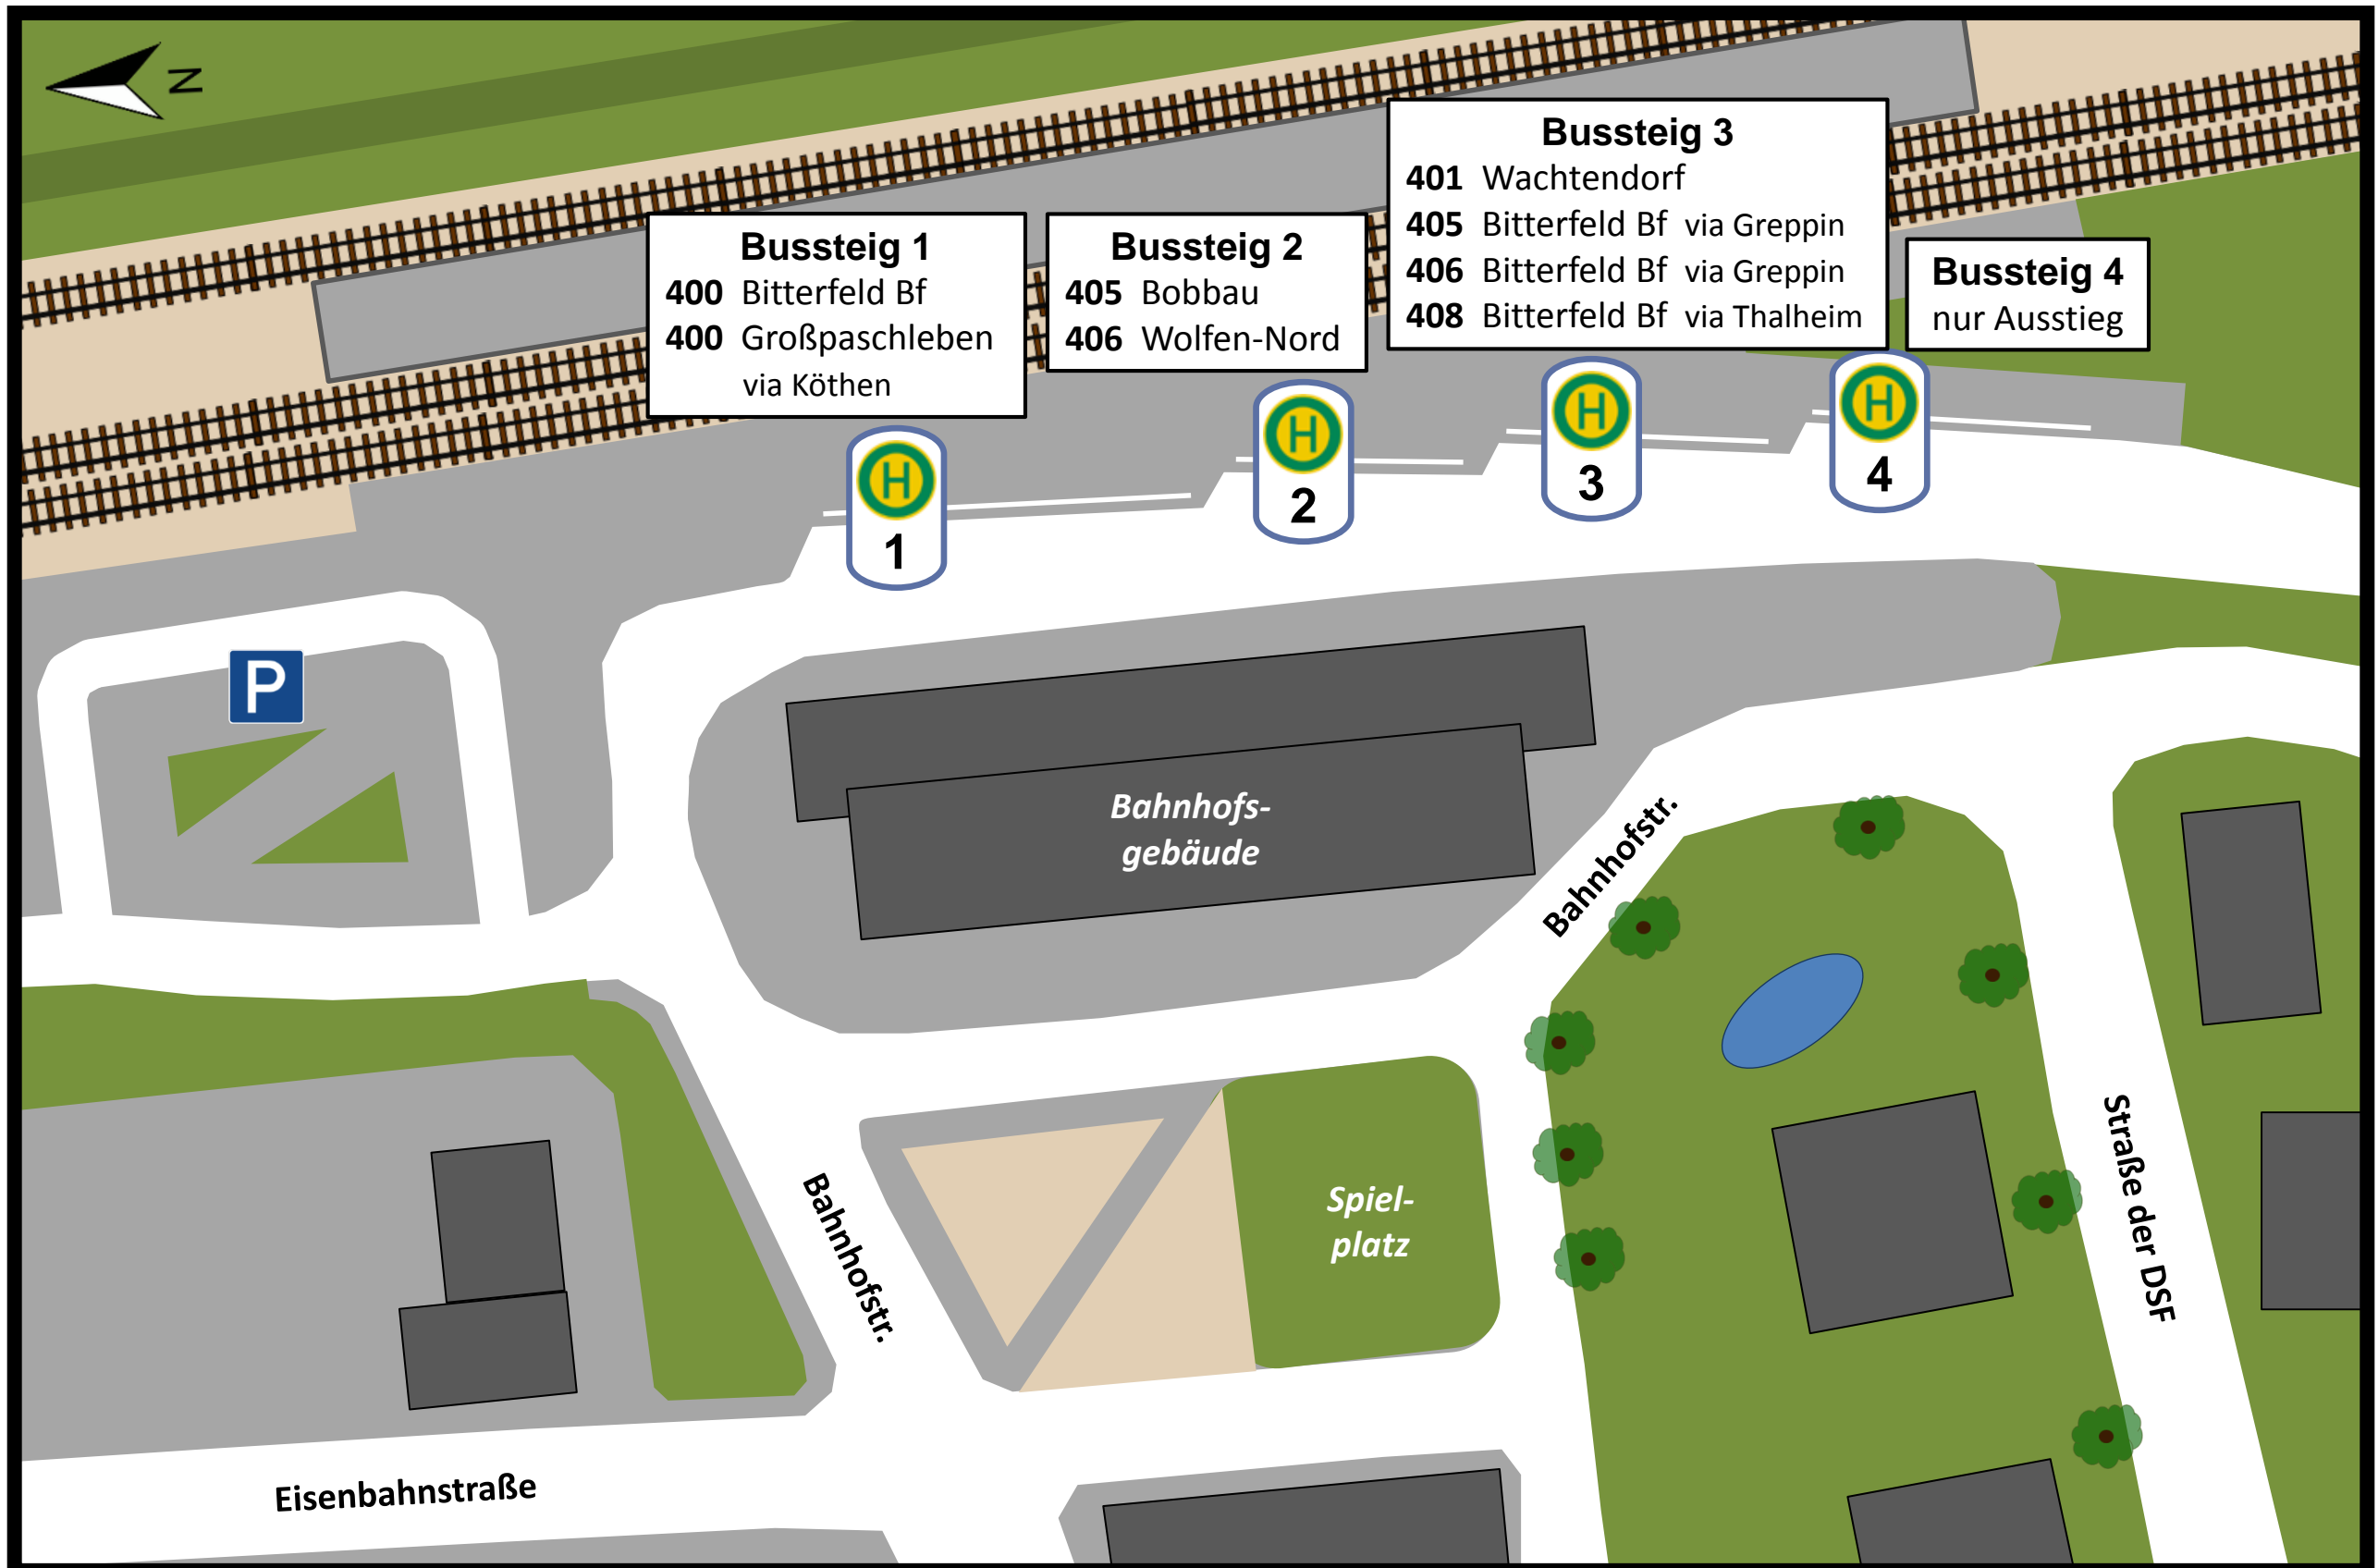 N
Bussteig 1
400 Bitterfeld Bf
400 Großpaschleben
via Köthen
Bussteig 2
405 Bobbau
406 Wolfen-Nord
Bussteig 3
401 Wachtendorf
405 Bitterfeld Bf via Greppin
406 Bitterfeld Bf via Greppin
408 Bitterfeld Bf via Thalheim
Bussteig 4
nur Ausstieg
H
1
H
2
H
3
H
4
P
Bahnhofs-
gebäude
Bahnhofstr.
Bahnhofstr.
Spiel-
platz
Straße der DSF
Eisenbahnstraße